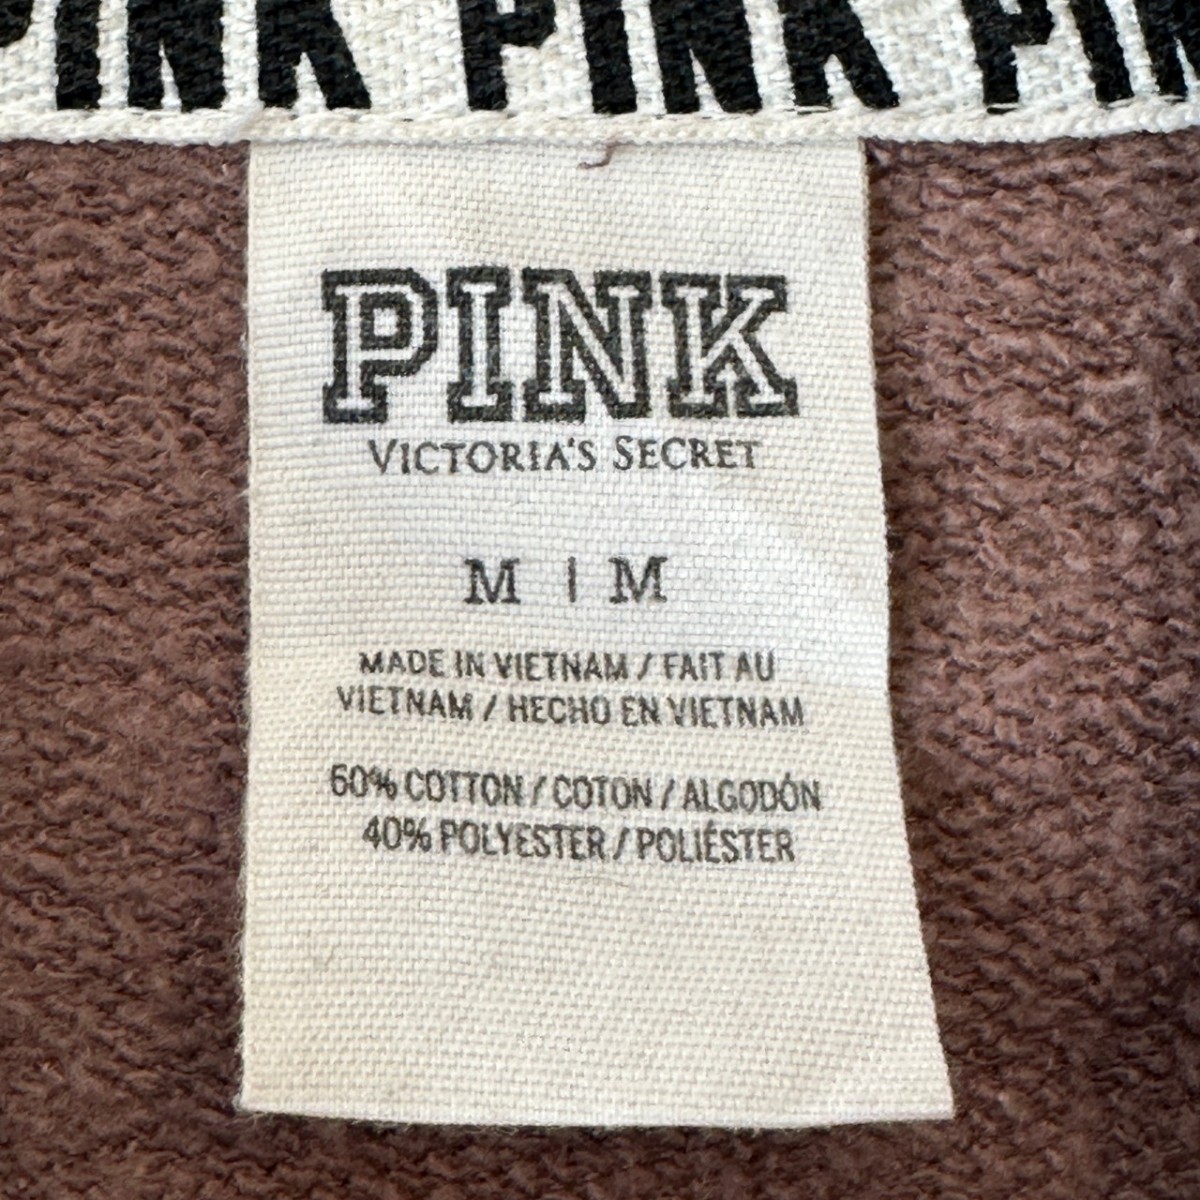 PINK PINK PIN
PINK
VICTORIA'S SECRET
M | M
MADE IN VIETNAM / FAIT AU
VIETNAM / HECHO EN VIETNAM
60% COTTON / COTON / ALGODÓN
40% POLYESTER / POLIÉSTER